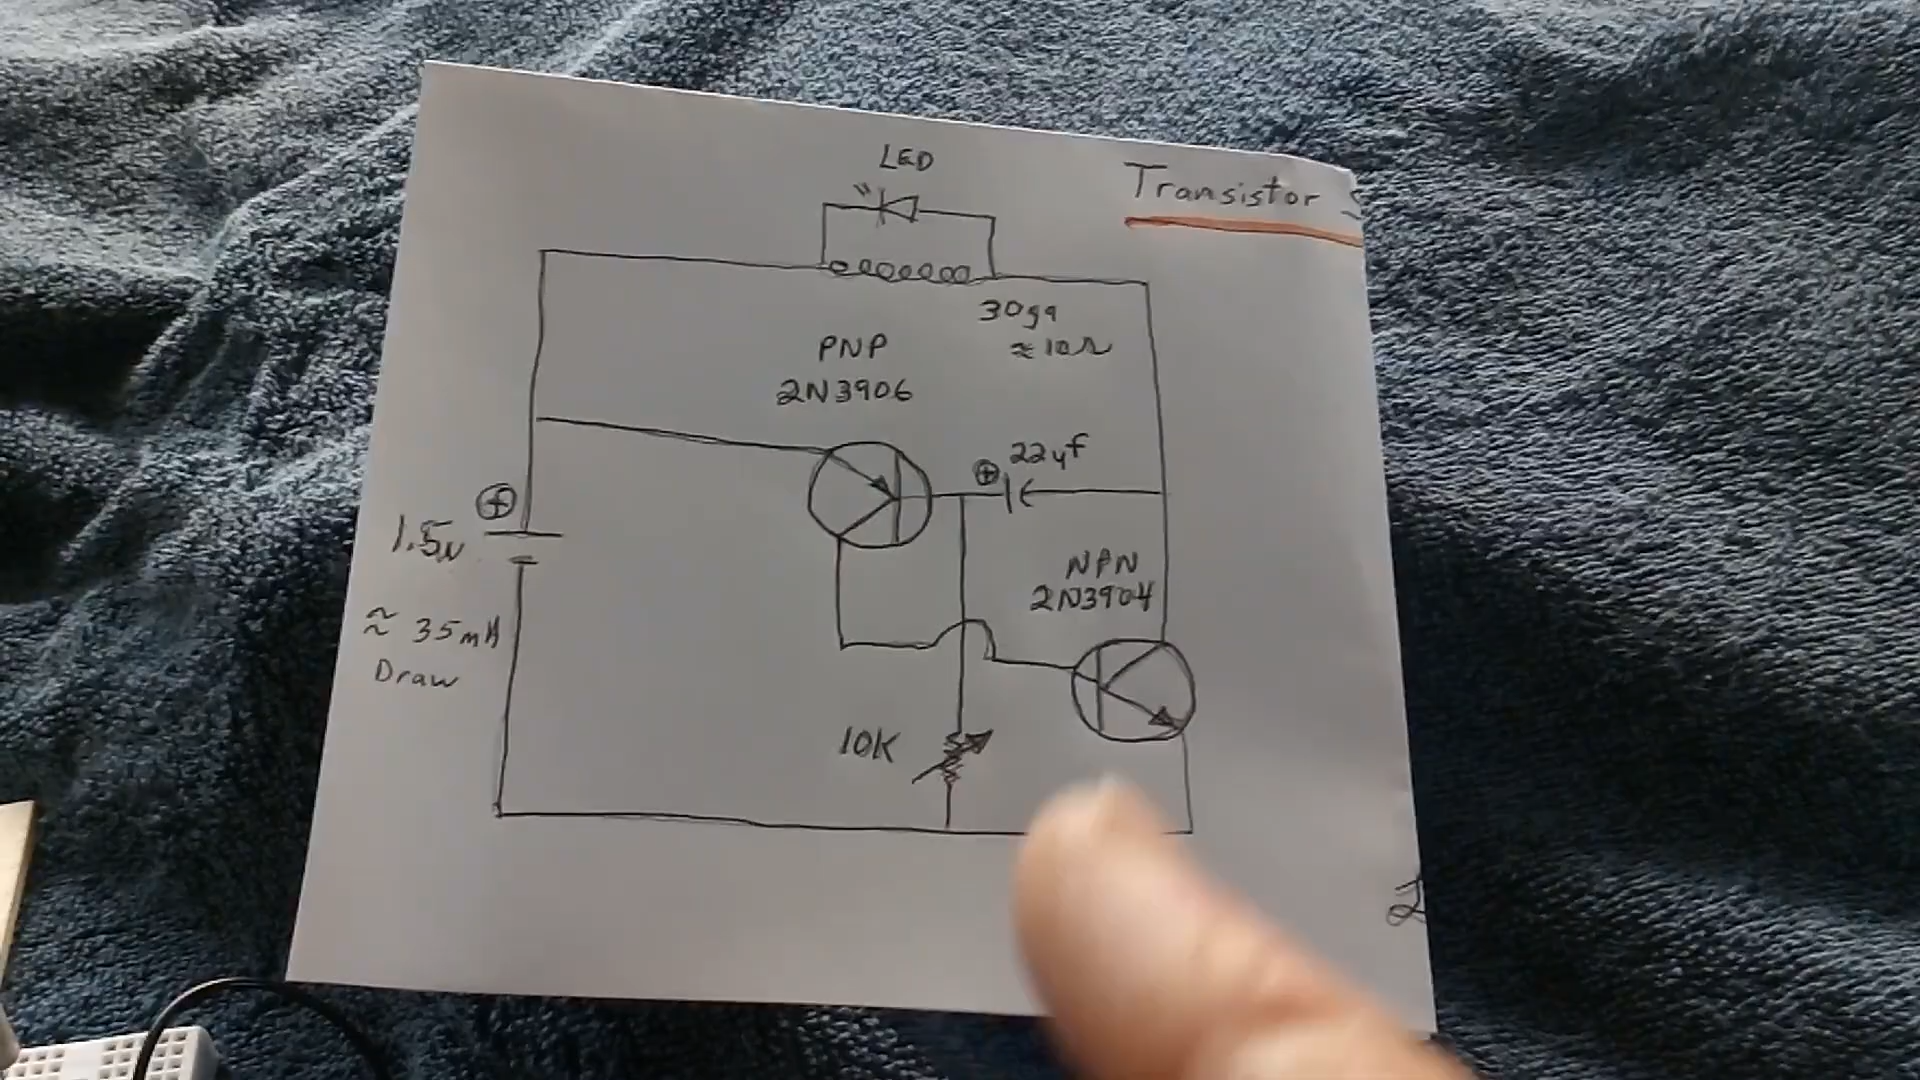 LED
Transistor
30ga
≈ 10Ω
PNP
2N3906
⊕ 22uf
⊕
1.5v
NPN
2N3904
≈ 35mA
Draw
10K